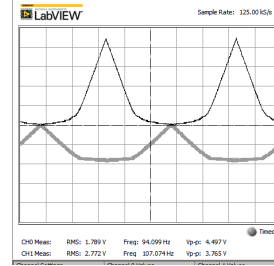 LabVIEW
Sample Rate: 125.00 kS/s
Timed
CH0 Meas: RMS: 1.789 V Freq: 94.099 Hz Vp-p: 4.497 V
CH1 Meas: RMS: 2.772 V Freq 107.074 Hz Vp-p: 3.765 V